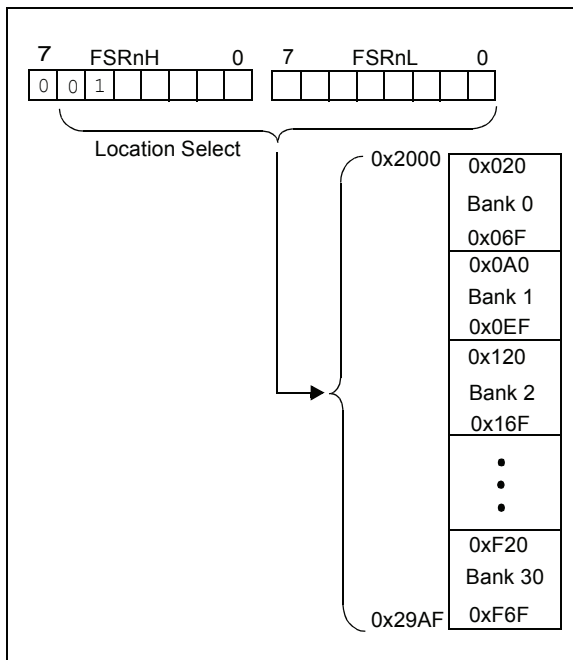 7 FSRnH 0 7 FSRnL 0
0 0 1
Location Select
0x2000
0x020
Bank 0
0x06F
0x0A0
Bank 1
0x0EF
0x120
Bank 2
0x16F
0xF20
Bank 30
0x29AF
0xF6F